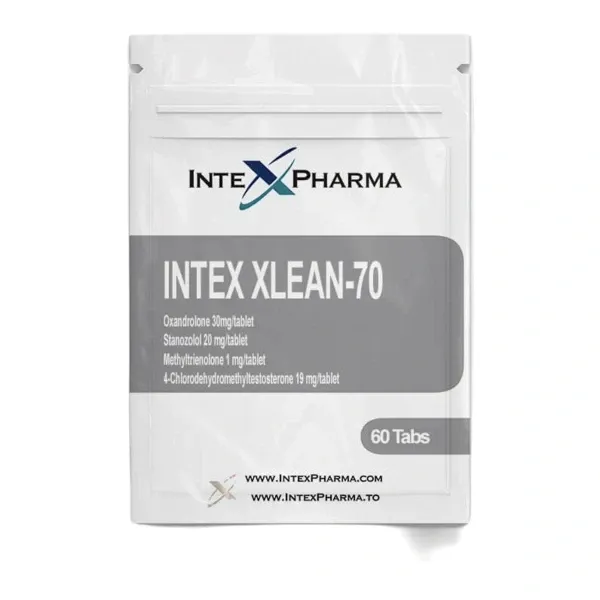 INTEXPHARMA
INTEX XLEAN-70
Oxandrolone 30mg/tablet
Stanozolol 20 mg/tablet
Methyltrienolone 1 mg/tablet
4-Chlorodehydromethyltestosterone 19 mg/tablet
60 Tabs
WWW.INTEXPHARMA.COM
WWW.INTEXPHARMA.TO